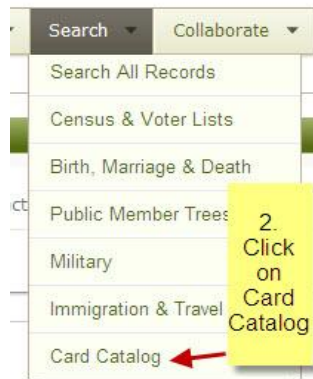 Search Collaborate
Search All Records
Census & Voter Lists
Birth, Marriage & Death
ct
Public Member Trees
Military
Immigration & Travel
Card Catalog
2.
Click
on
Card
Catalog